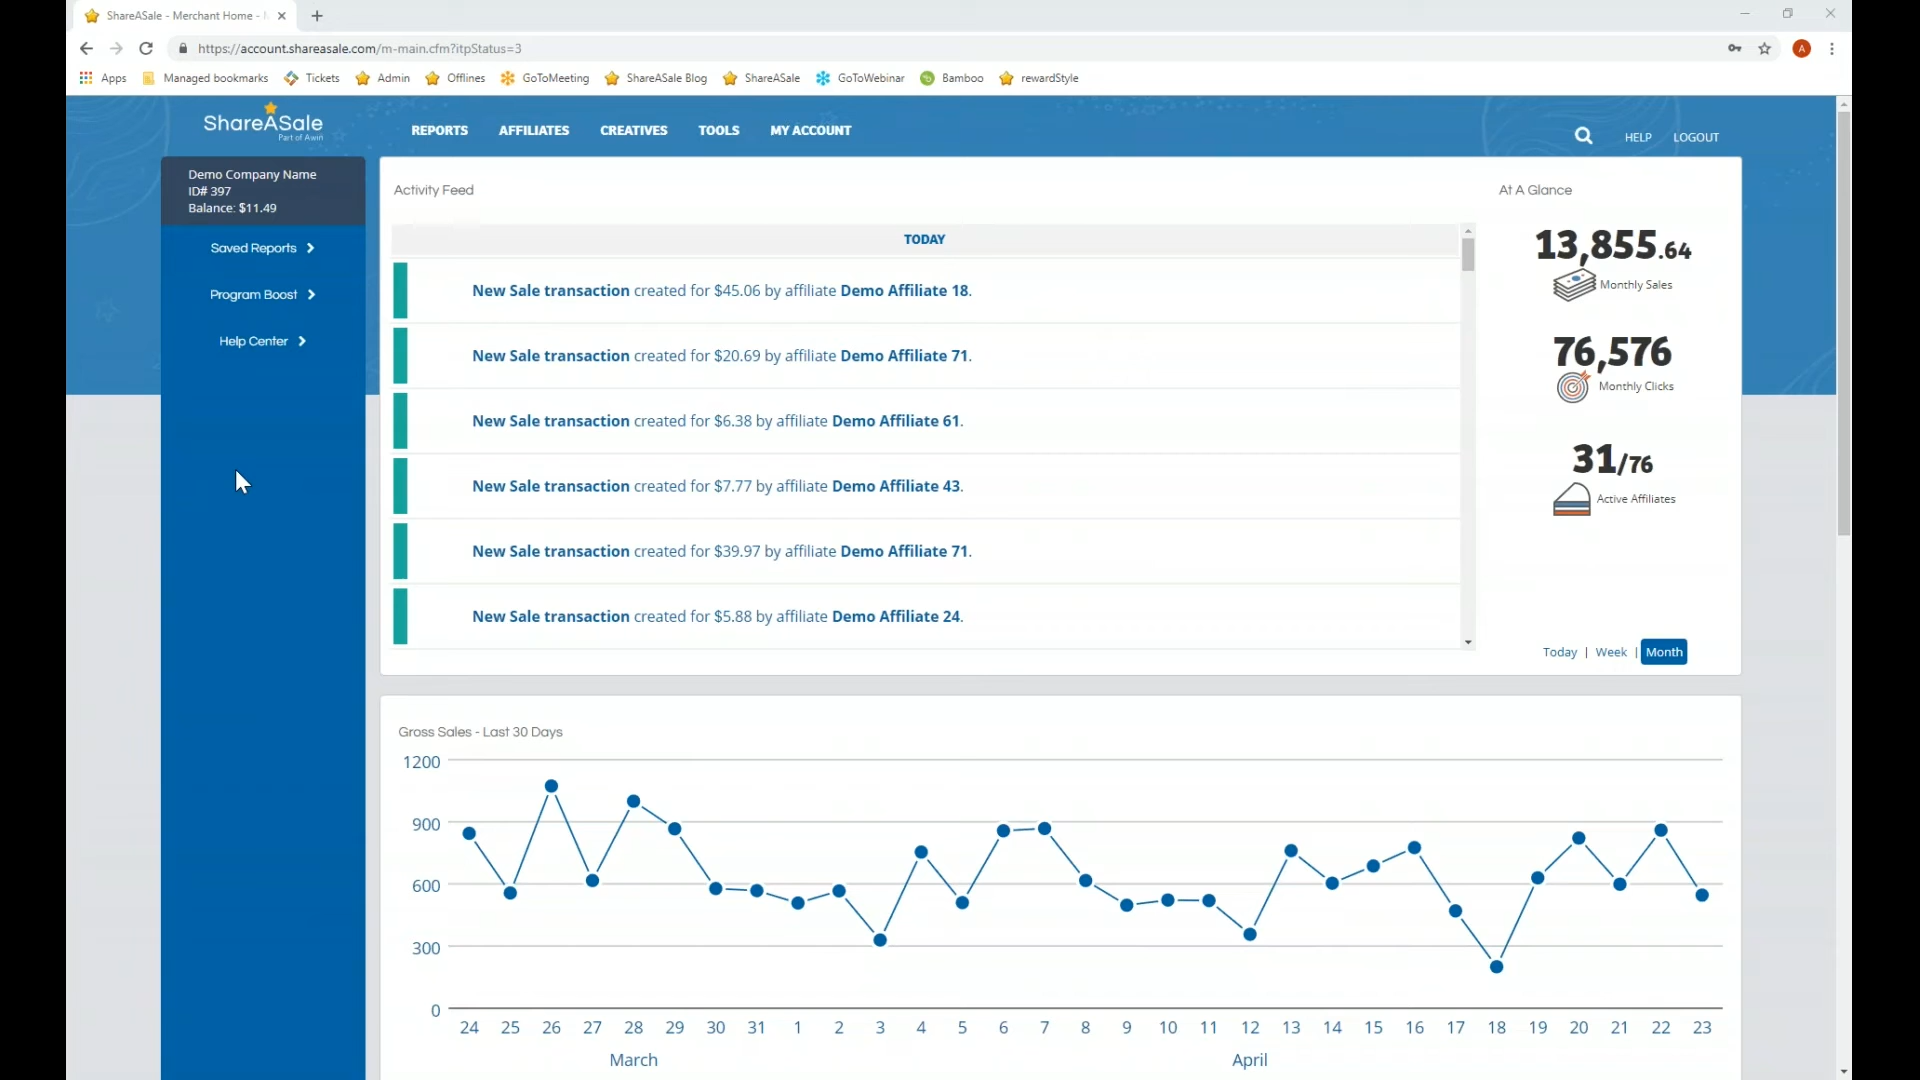 ShareASale - Merchant Home -
https://account.shareasale.com/m-main.cfm?itpStatus=3
A
Apps
Managed bookmarks
Tickets
Admin
Offlines
GoToMeeting
ShareASale Blog
ShareASale
GoToWebinar
Bamboo
rewardStyle
ShareASale
Part of Awin
REPORTS
AFFILIATES
CREATIVES
TOOLS
MY ACCOUNT
HELP
LOGOUT
Demo Company Name
ID# 397
Balance: $11.49
Saved Reports
Program Boost
Help Center
Activity Feed
TODAY
New Sale transaction created for $45.06 by affiliate Demo Affiliate 18.
New Sale transaction created for $20.69 by affiliate Demo Affiliate 71.
New Sale transaction created for $6.38 by affiliate Demo Affiliate 61.
New Sale transaction created for $7.77 by affiliate Demo Affiliate 43.
New Sale transaction created for $39.97 by affiliate Demo Affiliate 71.
New Sale transaction created for $5.88 by affiliate Demo Affiliate 24.
At A Glance
13,855.64
Monthly Sales
76,576
Monthly Clicks
31/76
Active Affiliates
Today | Week | Month
Gross Sales - Last 30 Days
1200
900
600
300
0
24 25 26 27 28 29 30 31 1 2 3 4 5 6 7 8 9 10 11 12 13 14 15 16 17 18 19 20 21 22 23
March April